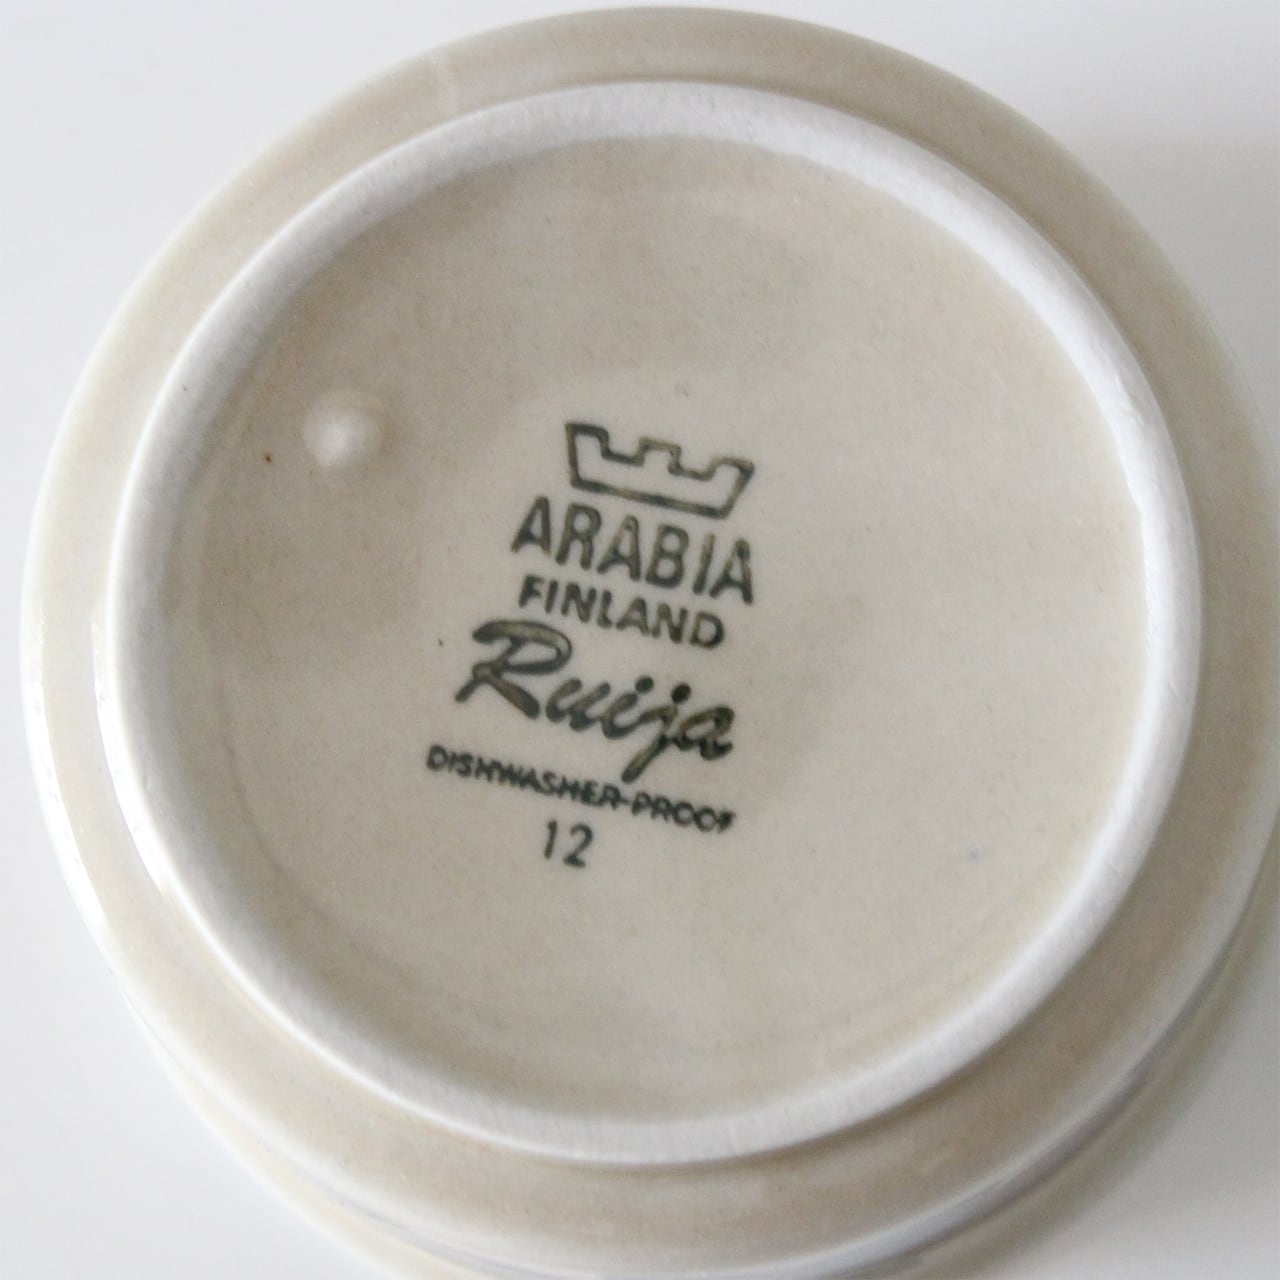 ARABIA
FINLAND
Ruija
DISHWASHER-PROOF
12